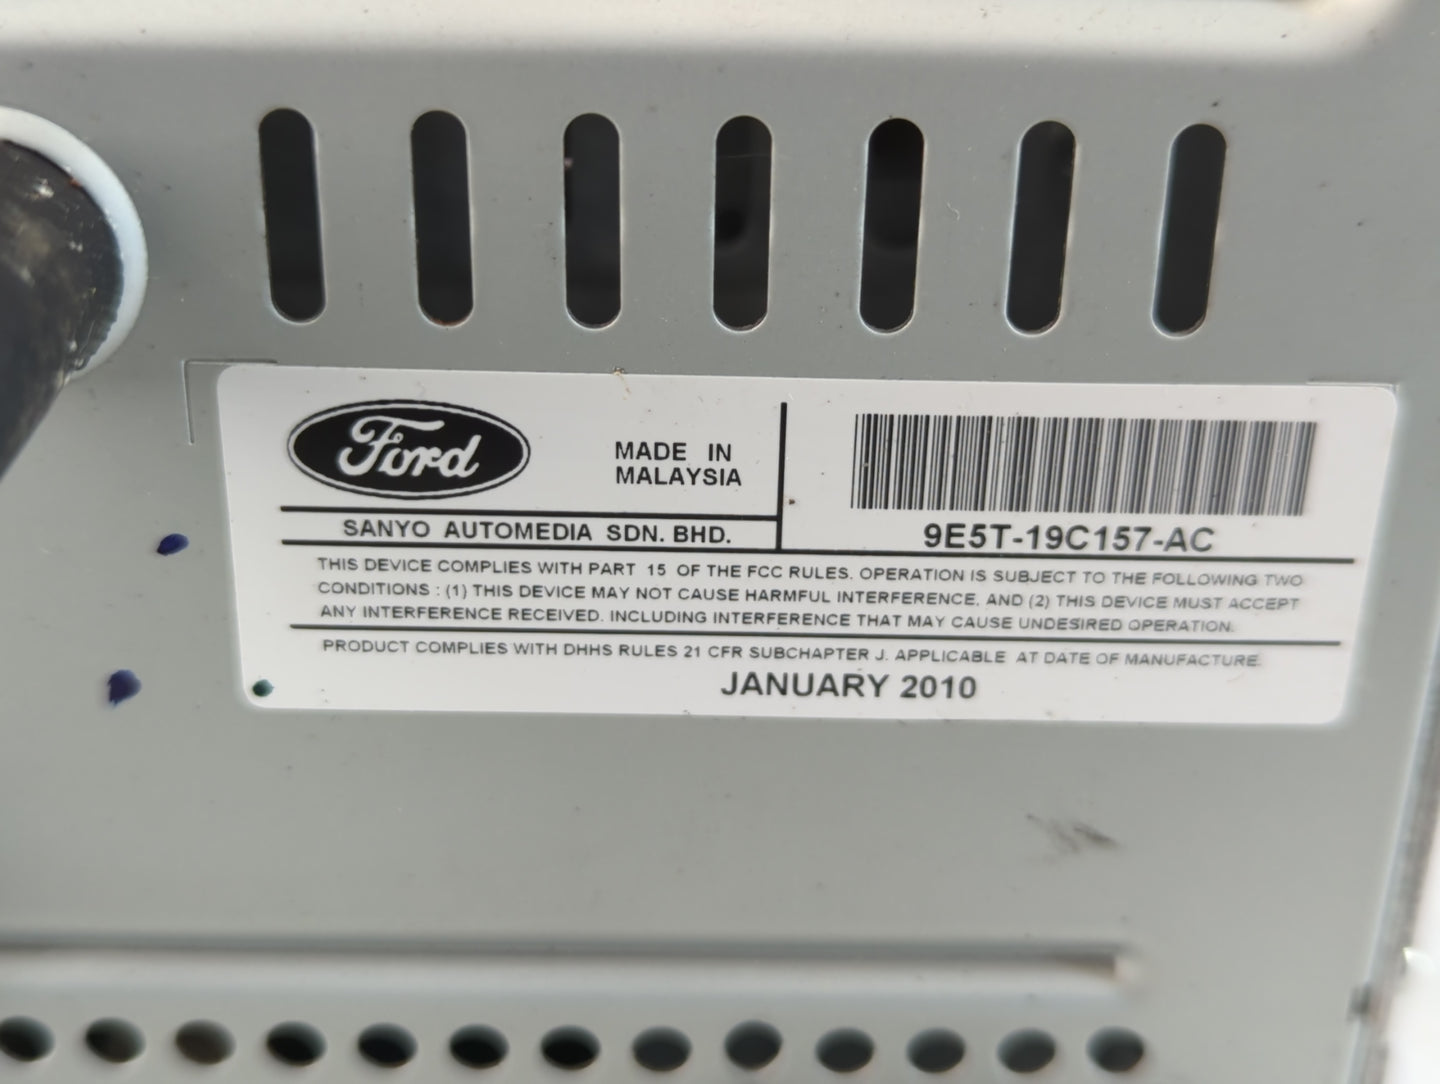 Ford
MADE IN
MALAYSIA
SANYO AUTOMEDIA SDN. BHD.
9E5T-19C157-AC
THIS DEVICE COMPLIES WITH PART 15 OF THE FCC RULES. OPERATION IS SUBJECT TO THE FOLLOWING TWO
CONDITIONS : (1) THIS DEVICE MAY NOT CAUSE HARMFUL INTERFERENCE, AND (2) THIS DEVICE MUST ACCEPT
ANY INTERFERENCE RECEIVED. INCLUDING INTERFERENCE THAT MAY CAUSE UNDESIRED OPERATION.
PRODUCT COMPLIES WITH DHHS RULES 21 CFR SUBCHAPTER J. APPLICABLE AT DATE OF MANUFACTURE.
JANUARY 2010